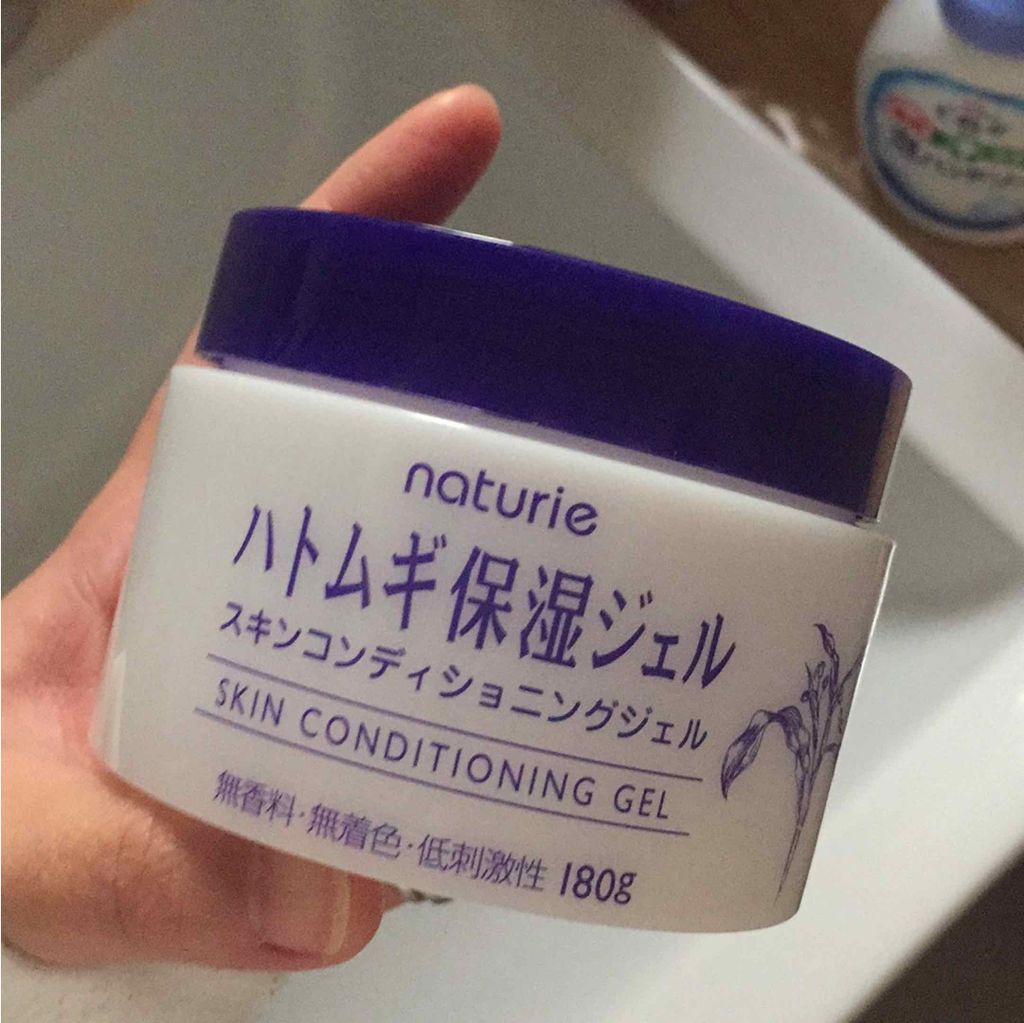 naturie
ハトムギ保湿ジェル
スキンコンディショニングジェル
SKIN CONDITIONING GEL
無香料・無着色・低刺激性 180g